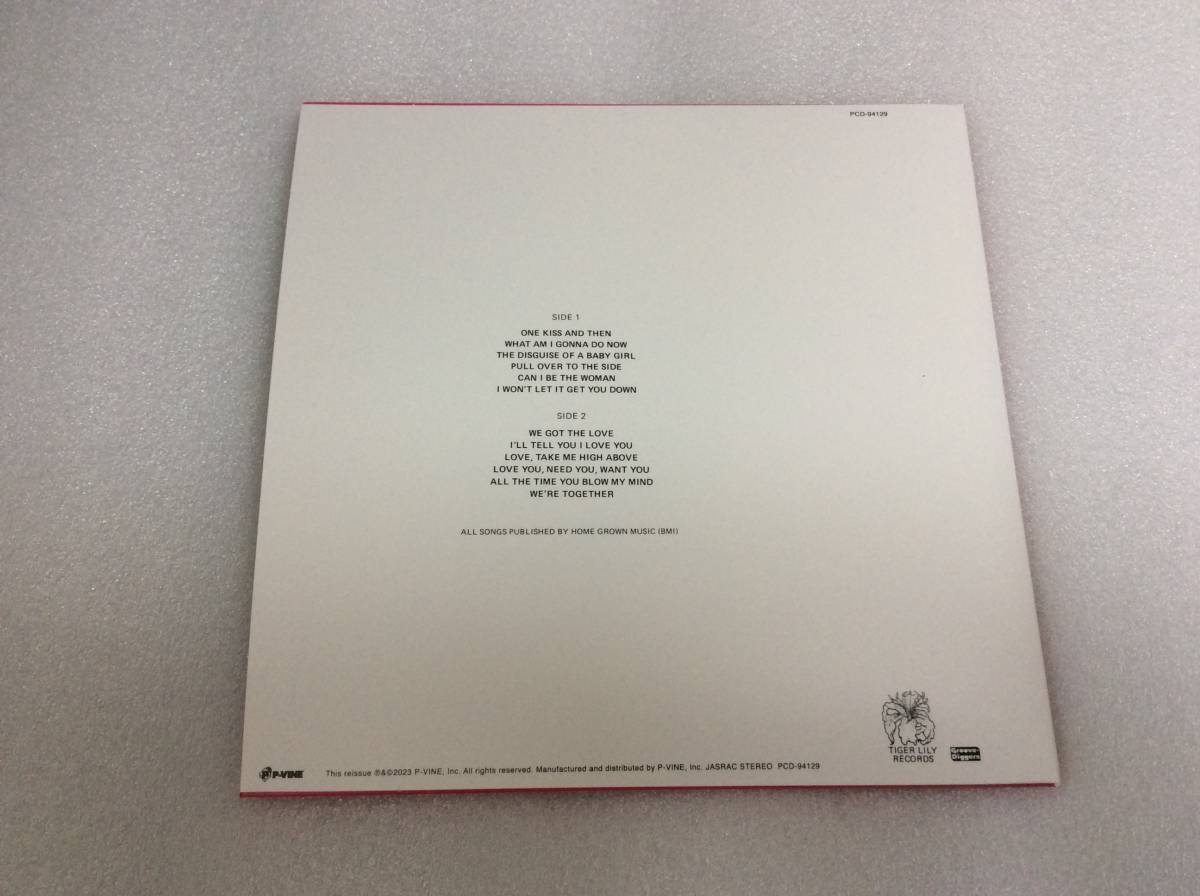 PCD-94129
SIDE 1
ONE KISS AND THEN
WHAT AM I GONNA DO NOW
THE DISGUISE OF A BABY GIRL
PULL OVER TO THE SIDE
CAN I BE THE WOMAN
I WON'T LET IT GET YOU DOWN
SIDE 2
WE GOT THE LOVE
I'LL TELL YOU I LOVE YOU
LOVE, TAKE ME HIGH ABOVE
LOVE YOU, NEED YOU, WANT YOU
ALL THE TIME YOU BLOW MY MIND
WE'RE TOGETHER
ALL SONGS PUBLISHED BY HOME GROWN MUSIC (BMI)
TIGER LILY
RECORDS
Groove-
Diggers
P-VINE
This reissue ℗&©2023 P-VINE, Inc. All rights reserved. Manufactured and distributed by P-VINE, Inc. JASRAC STEREO PCD-94129